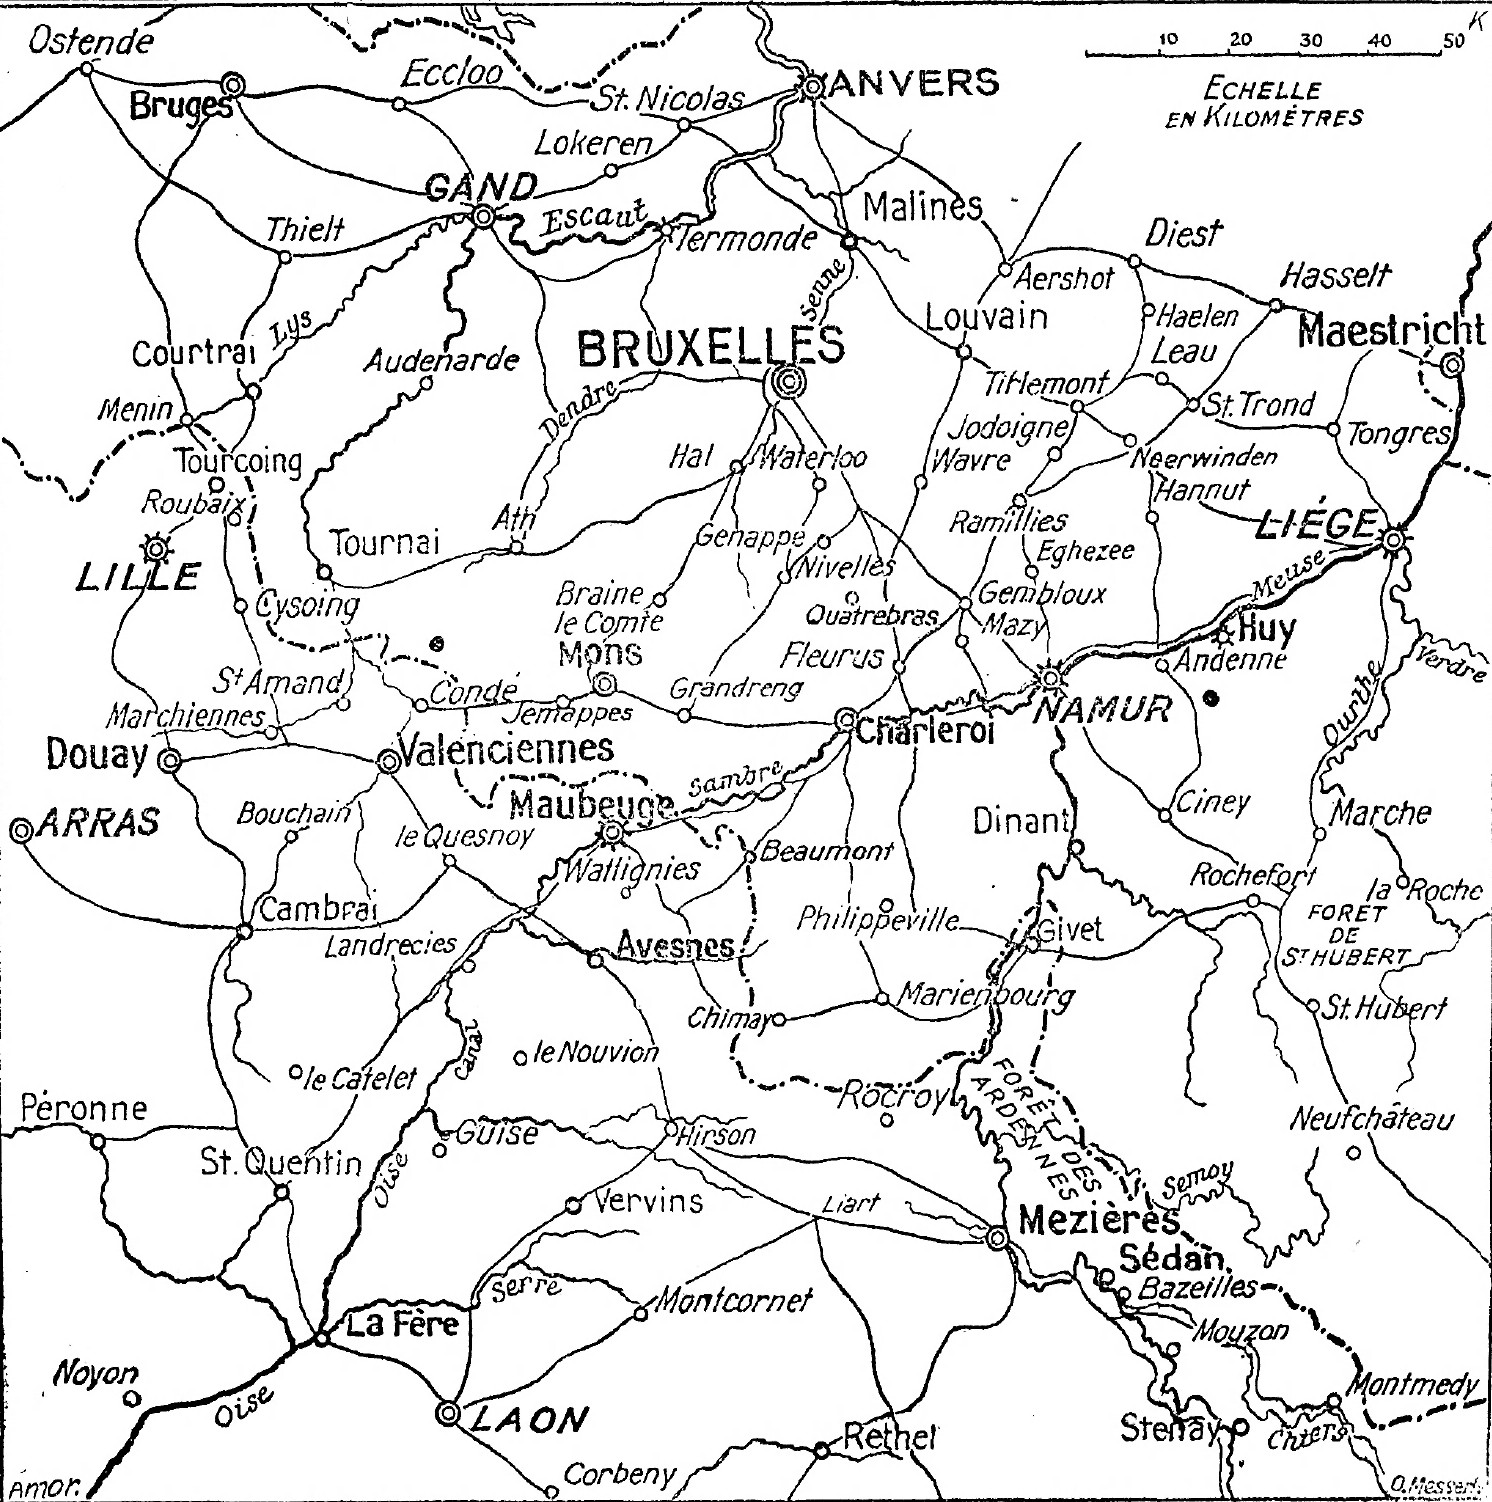 Ostende
Eccloo
ANVERS
10 20 30 40 50 K
ECHELLE
EN KILOMÈTRES
Bruges
St. Nicolas
Lokeren
GAND
Escaut
Malines
Thielt
Termonde
Diest
Aershot
Hasselt
Senne
Lys
Louvain
Haelen
Maestricht
Courtrai
Audenarde
BRUXELLES
Leau
Tirlemont
Menin
Dendre
St. Trond
Jodoigne
Tongres
Tourcoing
Hal
Waterloo
Wavre
Neerwinden
Hannut
Roubaix
Ath
Ramillies
LIÉGE
Tournai
Genappe
Eghezee
LILLE
Nivelles
Meuse
Cysoing
Braine
le Comte
Quatrebras
Gembloux
Mazy
Huy
Mons
Fleurus
Andenne
Verdre
St Amand
Condé
Grandreng
Marchiennes
Jemappes
NAMUR
Ourthe
Charleroi
Douay
Valenciennes
Sambre
Maubeuge
Ciney
Marche
ARRAS
Bouchain
le Quesnoy
Dinant
Beaumont
Wattignies
Rochefort
la Roche
Cambrai
Philippeville
Givet
FORET
DE
ST HUBERT
Landrecies
Avesnes
Marienbourg
St. Hubert
Chimay
Canal
le Nouvion
le Catelet
Rocroy
FORÊT DES
ARDENNES
Péronne
Neufchâteau
Guise
Hirson
St. Quentin
Oise
Semoy
Vervins
Liart
Mezières
Sédan
Bazeilles
Serre
Montcornet
La Fère
Mouzon
Noyon
Oise
Montmedy
LAON
Rethel
Stenay
Chiers
Corbeny
Amor.